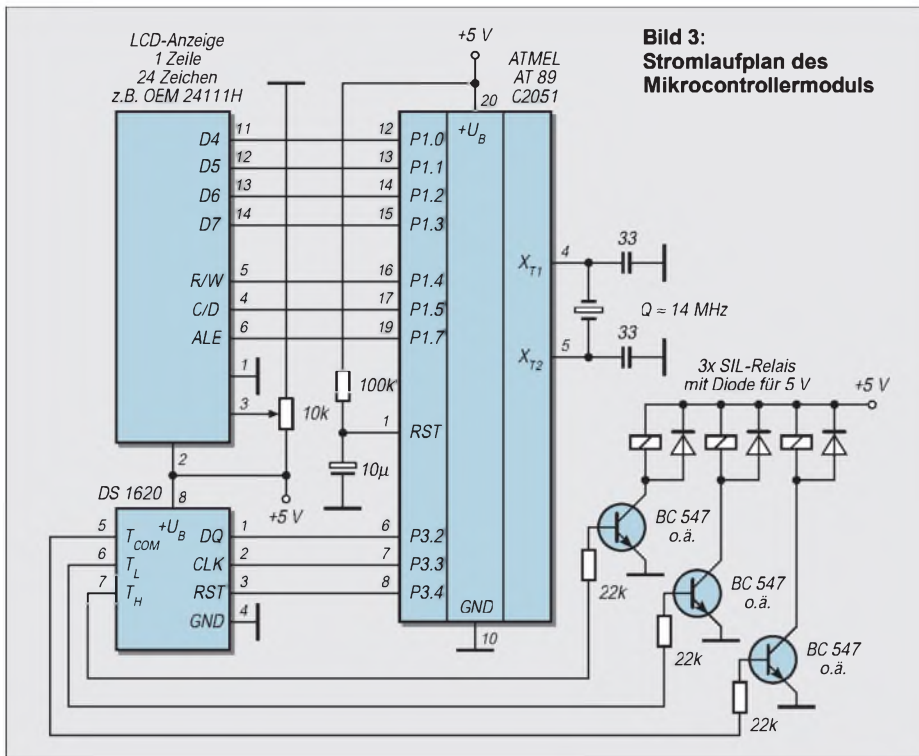 LCD-Anzeige
1 Zeile
24 Zeichen
z.B. OEM 24111H
+5 V
ATMEL
AT 89
C2051
Bild 3:
Stromlaufplan des
Mikrocontrollermoduls
20
+UB
D4 11 12 P1.0
D5 12 13 P1.1
D6 13 14 P1.2
D7 14 15 P1.3
R/W 5 16 P1.4
C/D 4 17 P1.5
ALE 6 19 P1.7
1
3
10k
100k
1 RST
10µ
2
+5 V
XT1 4
33
Q = 14 MHz
XT2 5
33
3x SIL-Relais
mit Diode für 5 V
+5 V
DS 1620
8
+UB
5 TCOM
6 TL
7 TH
DQ 1 6 P3.2
CLK 2 7 P3.3
RST 3 8 P3.4
GND 4
GND
10
BC 547
o.ä.
22k
BC 547
o.ä.
22k
BC 547
o.ä.
22k